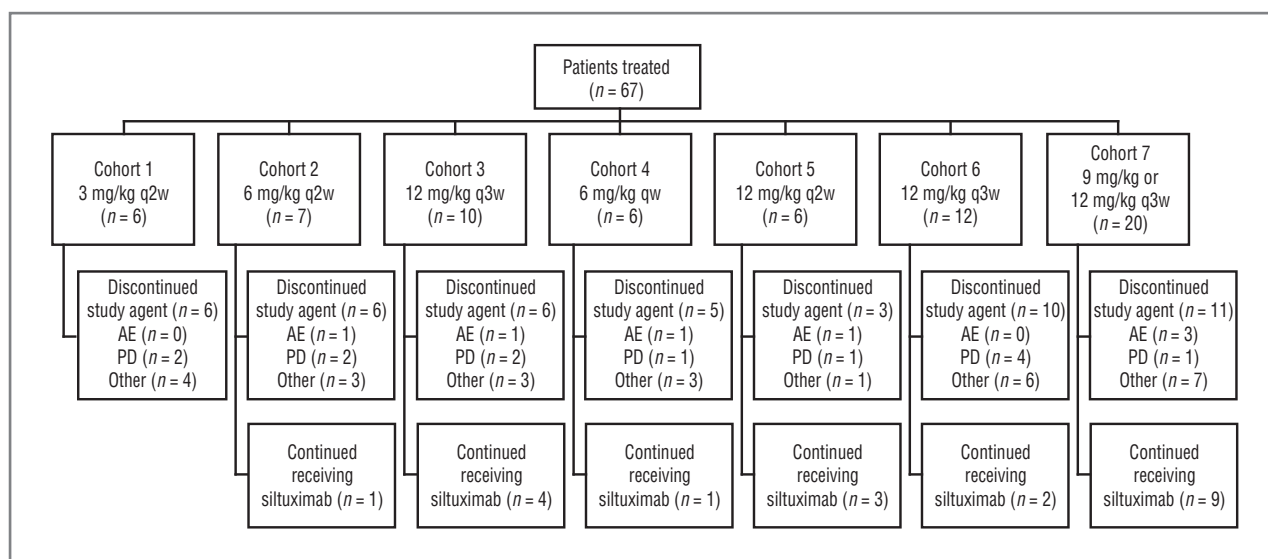 Patients treated
(n = 67)
Cohort 1
3 mg/kg q2w
(n = 6)
Cohort 2
6 mg/kg q2w
(n = 7)
Cohort 3
12 mg/kg q3w
(n = 10)
Cohort 4
6 mg/kg qw
(n = 6)
Cohort 5
12 mg/kg q2w
(n = 6)
Cohort 6
12 mg/kg q3w
(n = 12)
Cohort 7
9 mg/kg or
12 mg/kg q3w
(n = 20)
Discontinued
study agent (n = 6)
AE (n = 0)
PD (n = 2)
Other (n = 4)
Discontinued
study agent (n = 6)
AE (n = 1)
PD (n = 2)
Other (n = 3)
Discontinued
study agent (n = 6)
AE (n = 1)
PD (n = 2)
Other (n = 3)
Discontinued
study agent (n = 5)
AE (n = 1)
PD (n = 1)
Other (n = 3)
Discontinued
study agent (n = 3)
AE (n = 1)
PD (n = 1)
Other (n = 1)
Discontinued
study agent (n = 10)
AE (n = 0)
PD (n = 4)
Other (n = 6)
Discontinued
study agent (n = 11)
AE (n = 3)
PD (n = 1)
Other (n = 7)
Continued
receiving
siltuximab (n = 1)
Continued
receiving
siltuximab (n = 4)
Continued
receiving
siltuximab (n = 1)
Continued
receiving
siltuximab (n = 3)
Continued
receiving
siltuximab (n = 2)
Continued
receiving
siltuximab (n = 9)